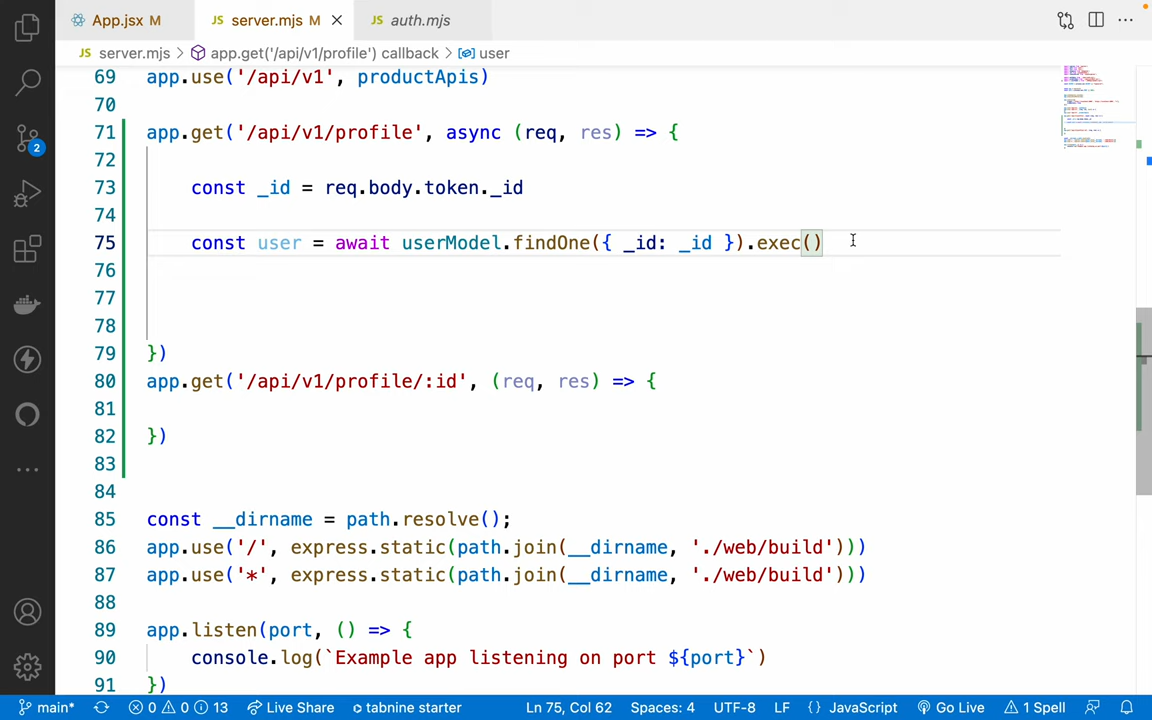 App.jsx M JS server.mjs M JS auth.mjs
JS server.mjs > app.get('/api/v1/profile') callback > user
69 app.use('/api/v1', productApis)
70
71 app.get('/api/v1/profile', async (req, res) => {
72
73 const _id = req.body.token._id
74
75 const user = await userModel.findOne({ _id: _id }).exec()
76
77
78
79 })
80 app.get('/api/v1/profile/:id', (req, res) => {
81
82 })
83
84
85 const __dirname = path.resolve();
86 app.use('/', express.static(path.join(__dirname, './web/build')))
87 app.use('*', express.static(path.join(__dirname, './web/build')))
88
89 app.listen(port, () => {
90 console.log(`Example app listening on port ${port}`)
91 })
2
main* 0 0 13 Live Share tabnine starter Ln 75, Col 62 Spaces: 4 UTF-8 LF {} JavaScript Go Live 1 Spell